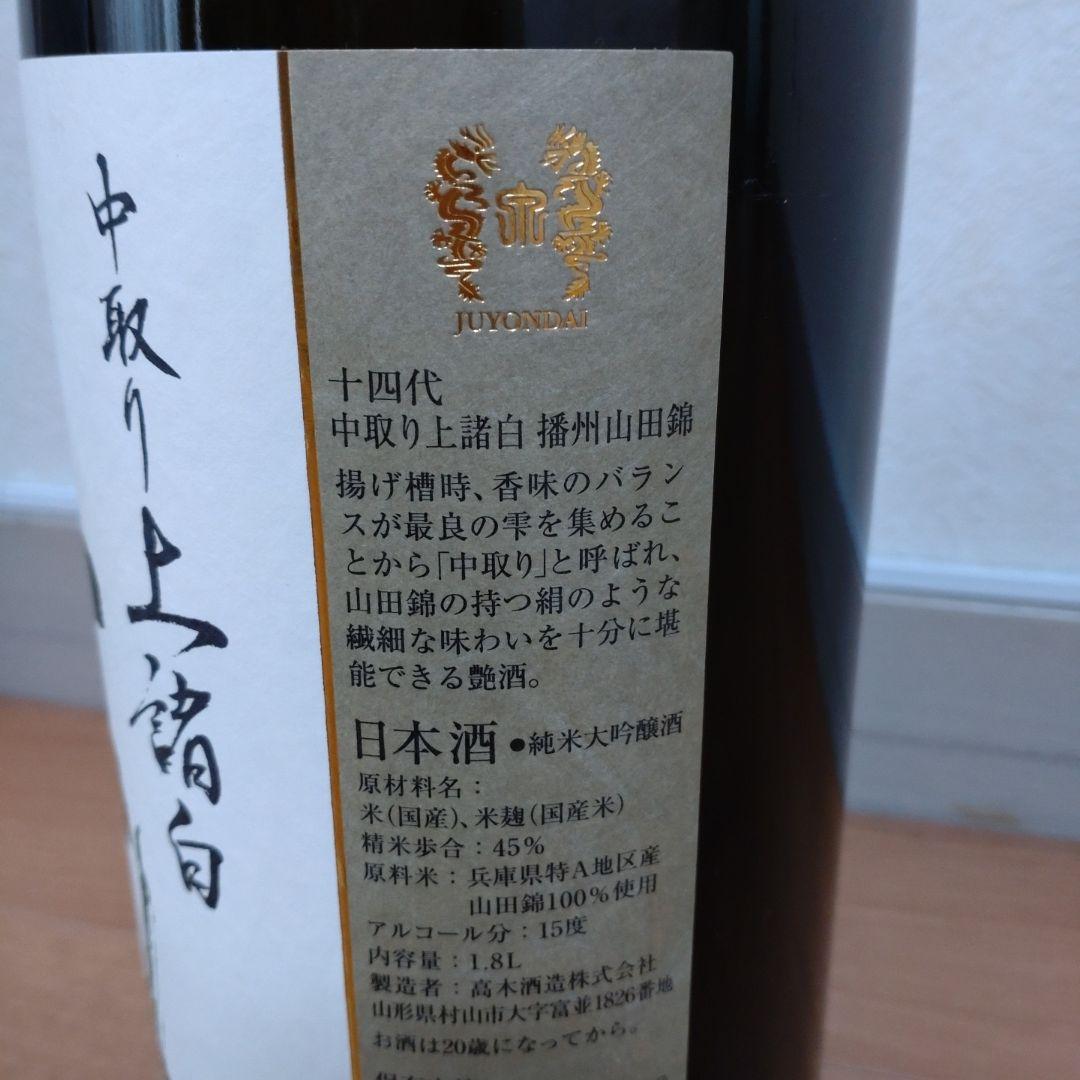 中取り上諸白
JUYONDAI
十四代
中取り上諸白 播州山田錦
揚げ槽時、香味のバラン
スが最良の雫を集めるこ
とから「中取り」と呼ばれ、
山田錦の持つ絹のような
繊細な味わいを十分に堪
能できる艶酒。
日本酒 ●純米大吟醸酒
原材料名：
米(国産)、米麹(国産米)
精米歩合：45%
原料米：兵庫県特A地区産
山田錦100%使用
アルコール分：15度
内容量：1.8L
製造者：高木酒造株式会社
山形県村山市大字富並1826番地
お酒は20歳になってから。